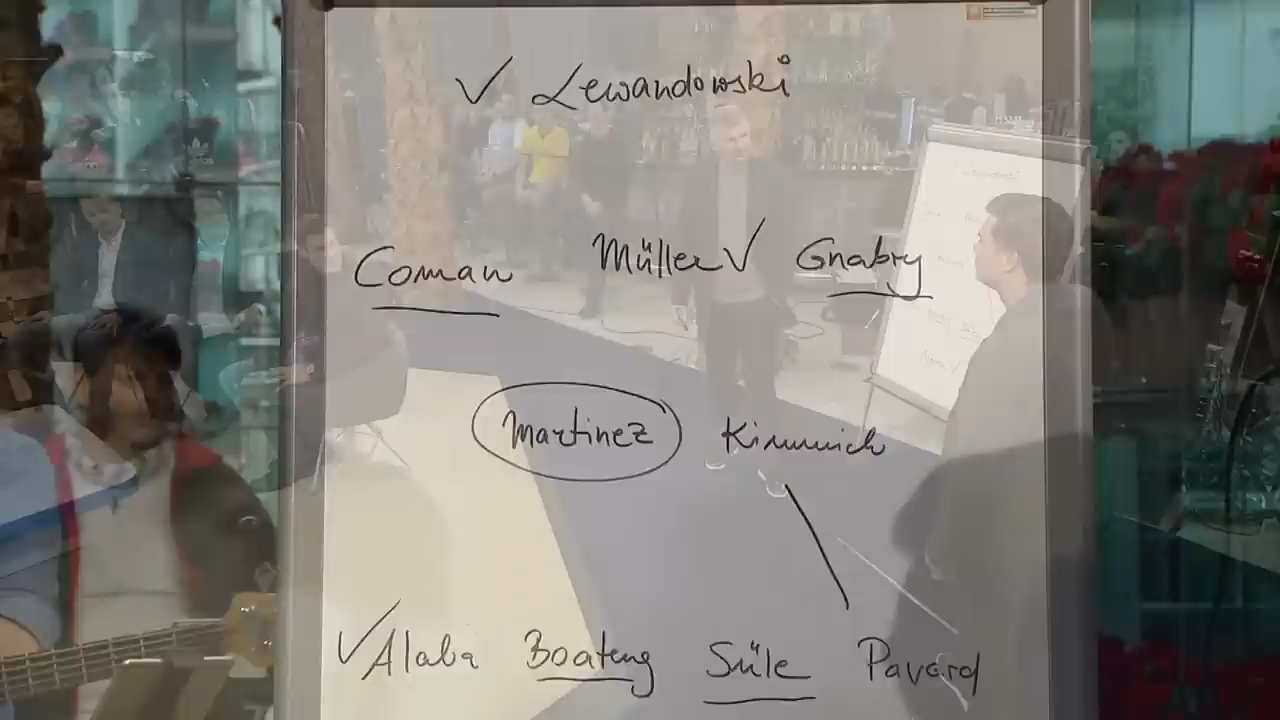 ✓ Lewandowski
Coman Müller ✓ Gnabry
Martinez Kimmich
✓ Alaba Boateng Süle Pavard